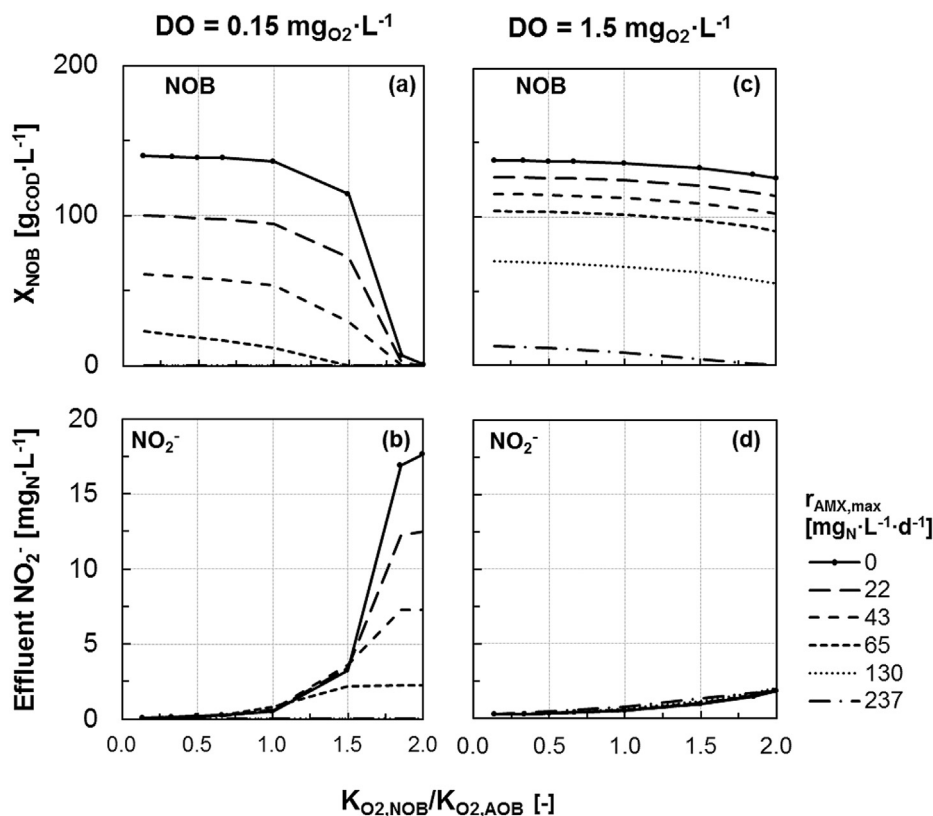 DO = 0.15 mgO2·L-1
DO = 1.5 mgO2·L-1
200
NOB
(a)
NOB
(c)
XNOB [gCOD·L-1]
100
0
20
NO2-
(b)
NO2-
(d)
Effluent NO2- [mgN·L-1]
15
10
5
0
rAMX,max
[mgN·L-1·d-1]
0
22
43
65
130
237
0.0 0.5 1.0 1.5 2.0
0.0 0.5 1.0 1.5 2.0
KO2,NOB/KO2,AOB [-]